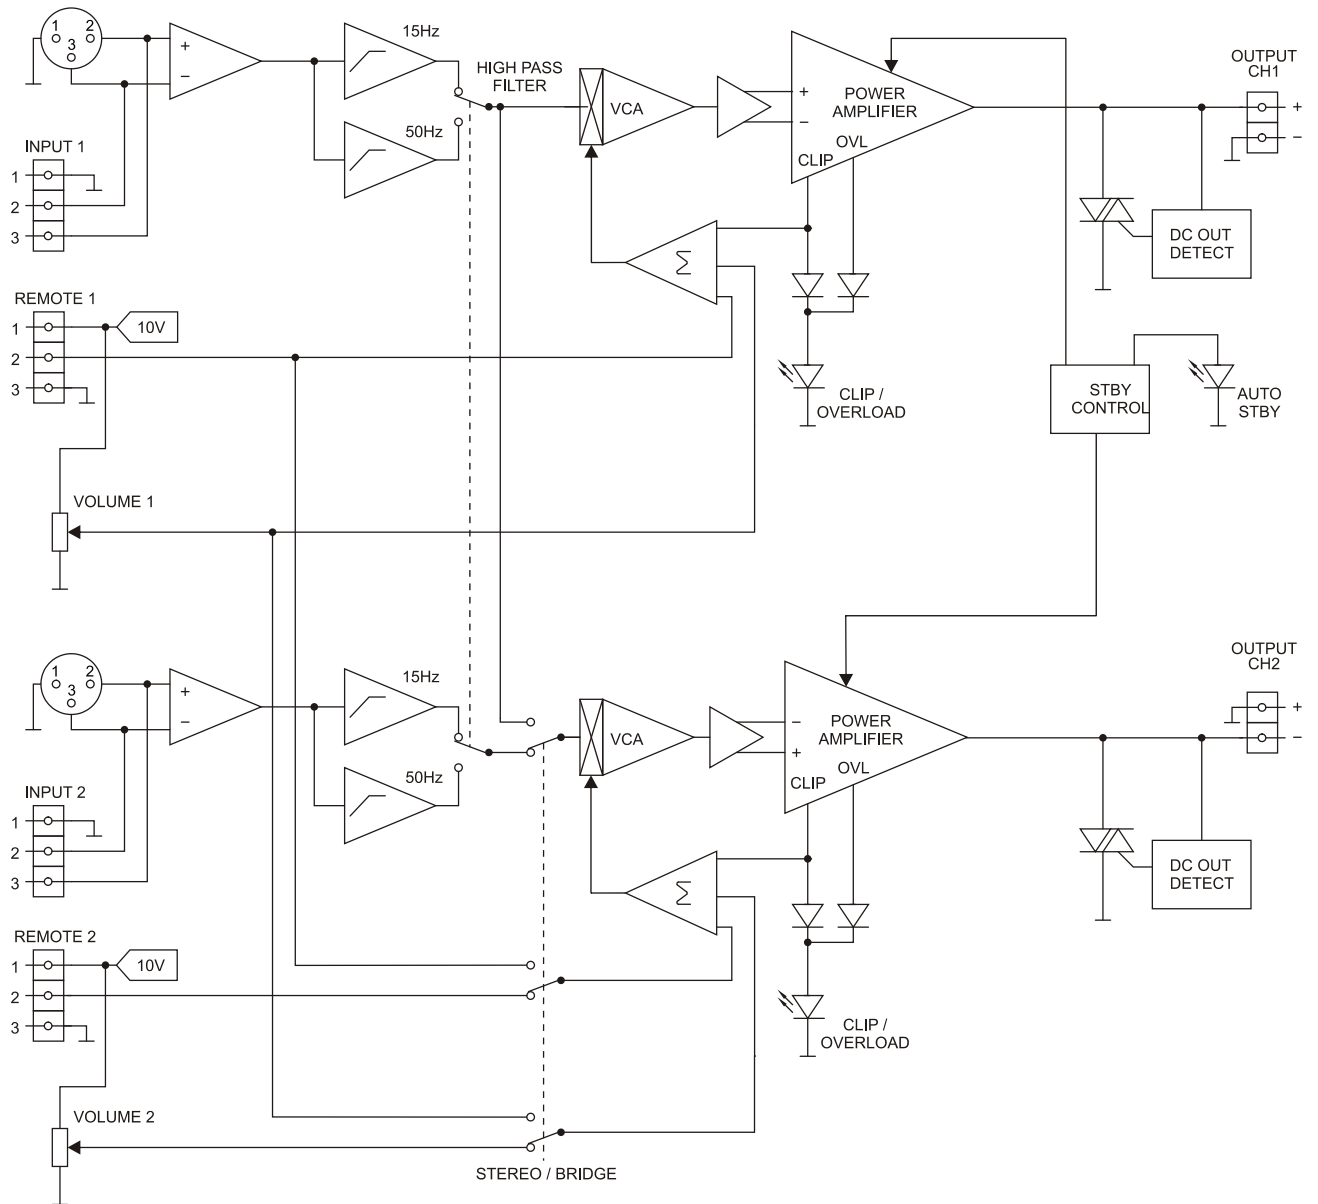 1 2
3
+
−
15Hz
50Hz
HIGH PASS
FILTER
VCA
+
−
POWER
AMPLIFIER
OVL
CLIP
OUTPUT
CH1
+
−
INPUT 1
1
2
3
Σ
DC OUT
DETECT
REMOTE 1
1
2
3
10V
CLIP /
OVERLOAD
STBY
CONTROL
AUTO
STBY
VOLUME 1
1 2
3
+
−
15Hz
50Hz
VCA
−
+
POWER
AMPLIFIER
OVL
CLIP
OUTPUT
CH2
+
−
INPUT 2
1
2
3
Σ
DC OUT
DETECT
REMOTE 2
1
2
3
10V
CLIP /
OVERLOAD
VOLUME 2
STEREO / BRIDGE